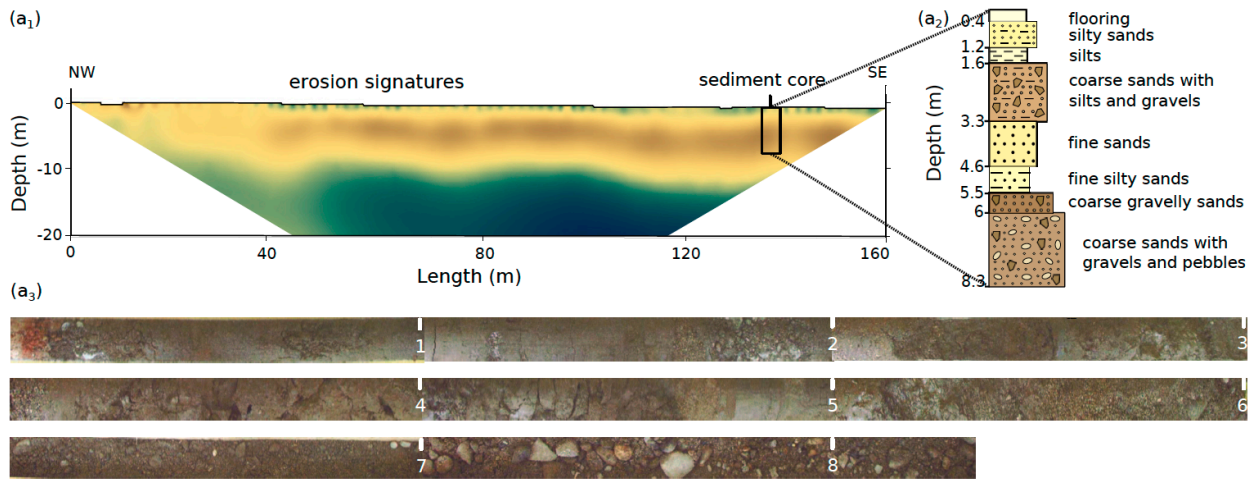 (a₁)
NW
erosion signatures
sediment core
SE
0
-10
-20
Depth (m)
0
40
80
120
160
Length (m)
(a₂)
Depth (m)
0.4
1.2
1.6
3.3
4.6
5.5
6
8.3
flooring
silty sands
silts
coarse sands with
silts and gravels
fine sands
fine silty sands
coarse gravelly sands
coarse sands with
gravels and pebbles
(a₃)
1
2
3
4
5
6
7
8